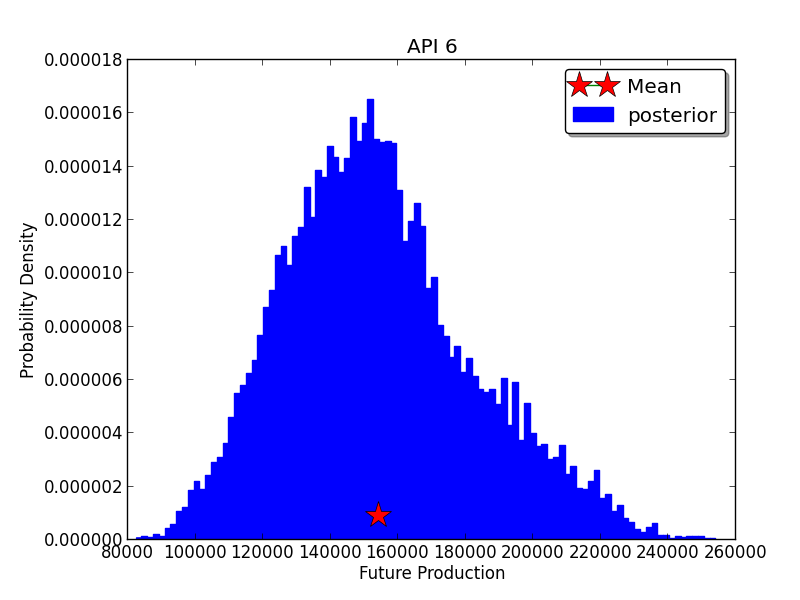 API 6
0.000018
0.000016
0.000014
0.000012
0.000010
0.000008
0.000006
0.000004
0.000002
0.000000
Probability Density
Mean
posterior
80000 100000 120000 140000 160000 180000 200000 220000 240000 260000
Future Production